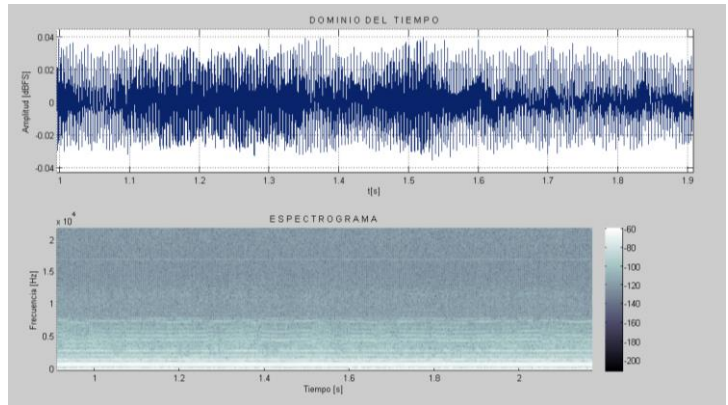 DOMINIO DEL TIEMPO
Amplitud [dBFS]
0.04
0.02
0
-0.02
-0.04
1 1.1 1.2 1.3 1.4 1.5 1.6 1.7 1.8 1.9
t[s]
ESPECTROGRAMA
x 10⁴
Frecuencia [Hz]
2
1.5
1
0.5
0
1 1.2 1.4 1.6 1.8 2
Tiempo [s]
-60
-80
-100
-120
-140
-160
-180
-200